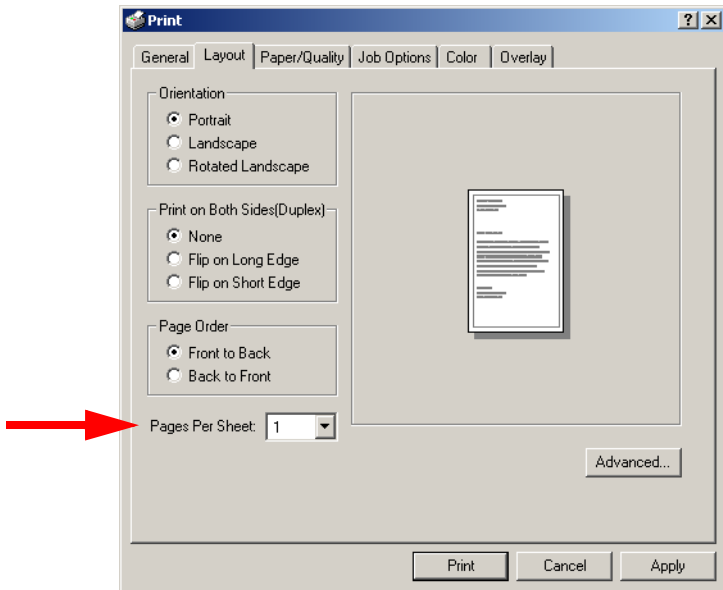 Print
General Layout Paper/Quality Job Options Color Overlay
Orientation
Portrait
Landscape
Rotated Landscape
Print on Both Sides(Duplex)
None
Flip on Long Edge
Flip on Short Edge
Page Order
Front to Back
Back to Front
Pages Per Sheet: 1
Advanced...
Print Cancel Apply